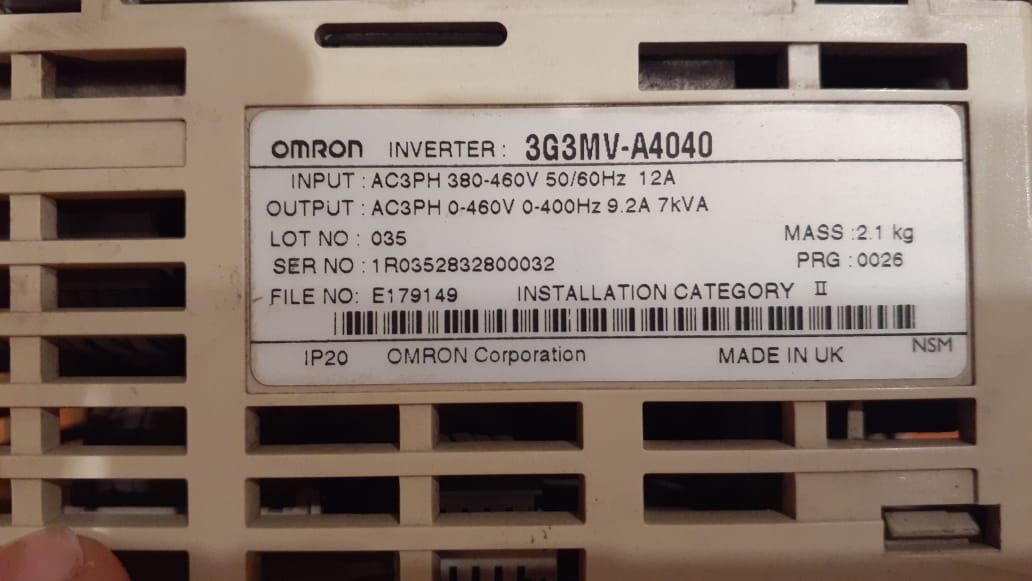 OMRON INVERTER : 3G3MV-A4040
INPUT : AC3PH 380-460V 50/60Hz 12A
OUTPUT : AC3PH 0-460V 0-400Hz 9.2A 7kVA
LOT NO : 035 MASS : 2.1 kg
SER NO : 1R0352832800032 PRG : 0026
FILE NO: E179149 INSTALLATION CATEGORY II
IP20 OMRON Corporation MADE IN UK NSM